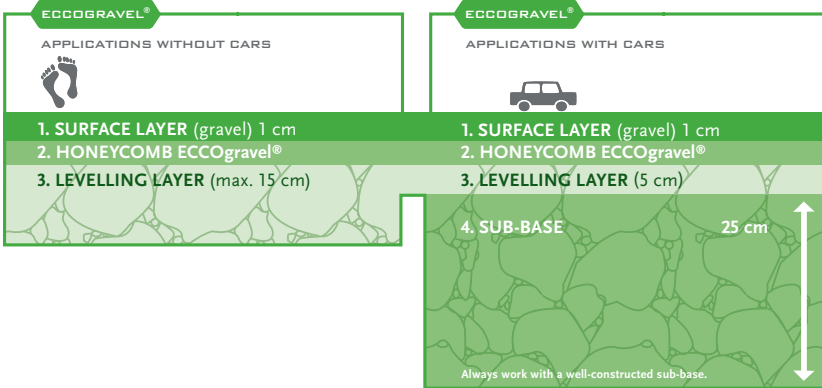 ECCOGRAVEL®
APPLICATIONS WITHOUT CARS
1. SURFACE LAYER (gravel) 1 cm
2. HONEYCOMB ECCOgravel®
3. LEVELLING LAYER (max. 15 cm)
ECCOGRAVEL®
APPLICATIONS WITH CARS
1. SURFACE LAYER (gravel) 1 cm
2. HONEYCOMB ECCOgravel®
3. LEVELLING LAYER (5 cm)
4. SUB-BASE 25 cm
Always work with a well-constructed sub-base.